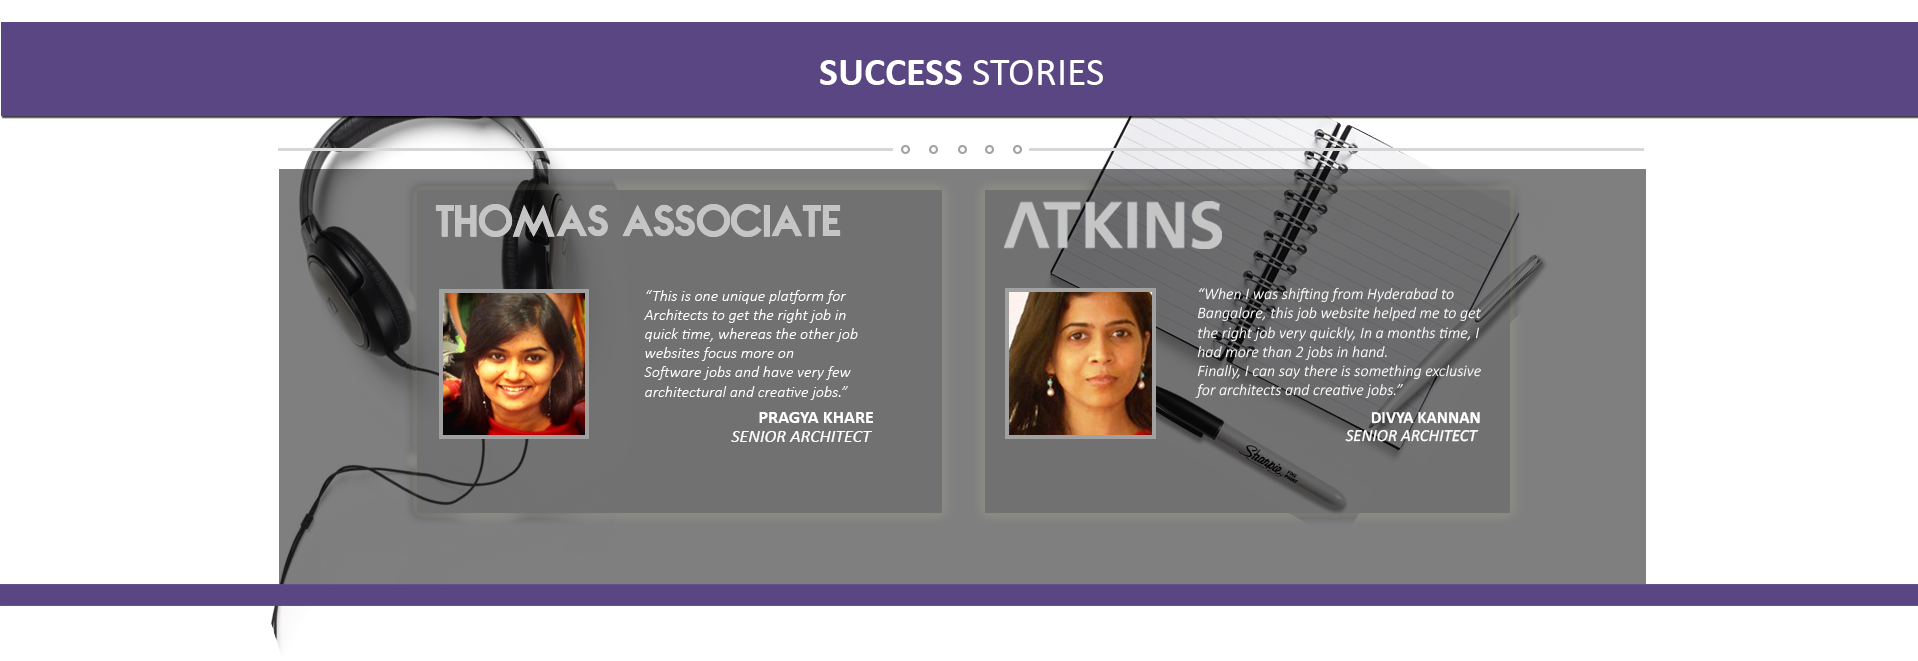 SUCCESS STORIES
THOMAS ASSOCIATE
“This is one unique platform for
Architects to get the right job in
quick time, whereas the other job
websites focus more on
Software jobs and have very few
architectural and creative jobs.”
PRAGYA KHARE
SENIOR ARCHITECT
ATKINS
“When I was shifting from Hyderabad to
Bangalore, this job website helped me to get
the right job very quickly, In a months time, I
had more than 2 jobs in hand.
Finally, I can say there is something exclusive
for architects and creative jobs.”
DIVYA KANNAN
SENIOR ARCHITECT
Sharpie
FINE
POINT